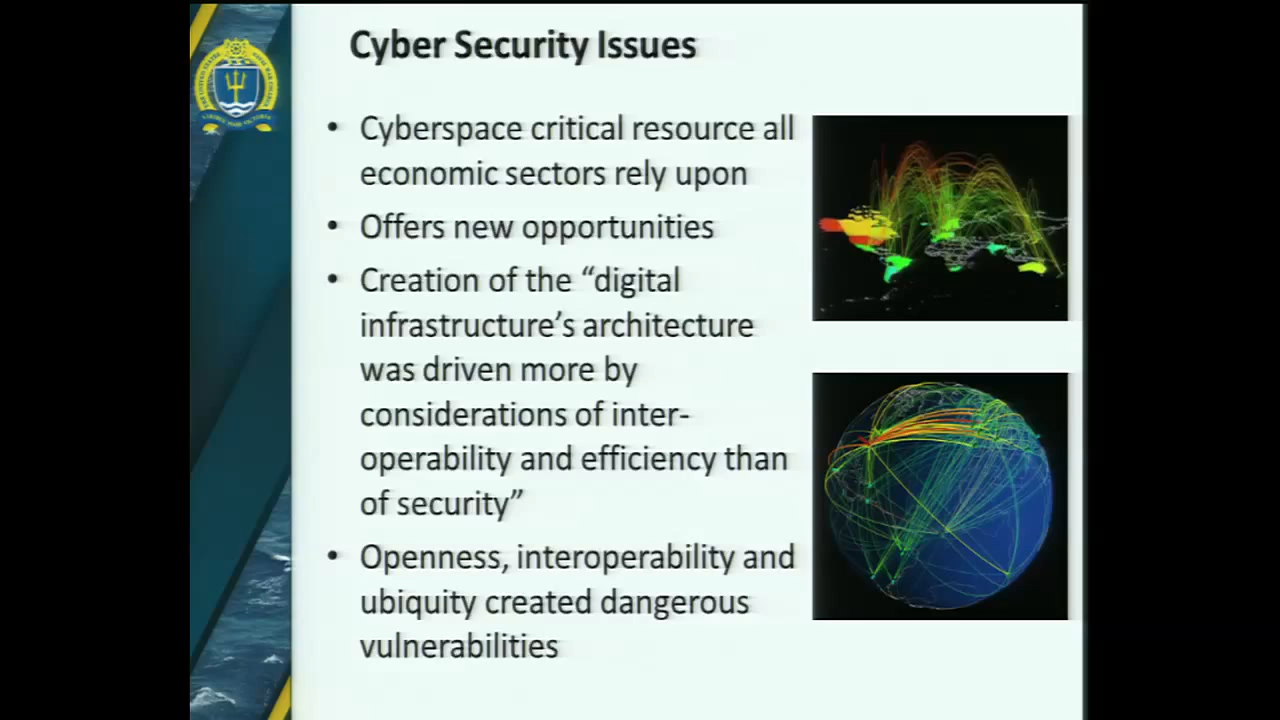 Cyber Security Issues
• Cyberspace critical resource all
economic sectors rely upon
• Offers new opportunities
• Creation of the “digital
infrastructure’s architecture
was driven more by
considerations of inter-
operability and efficiency than
of security”
• Openness, interoperability and
ubiquity created dangerous
vulnerabilities